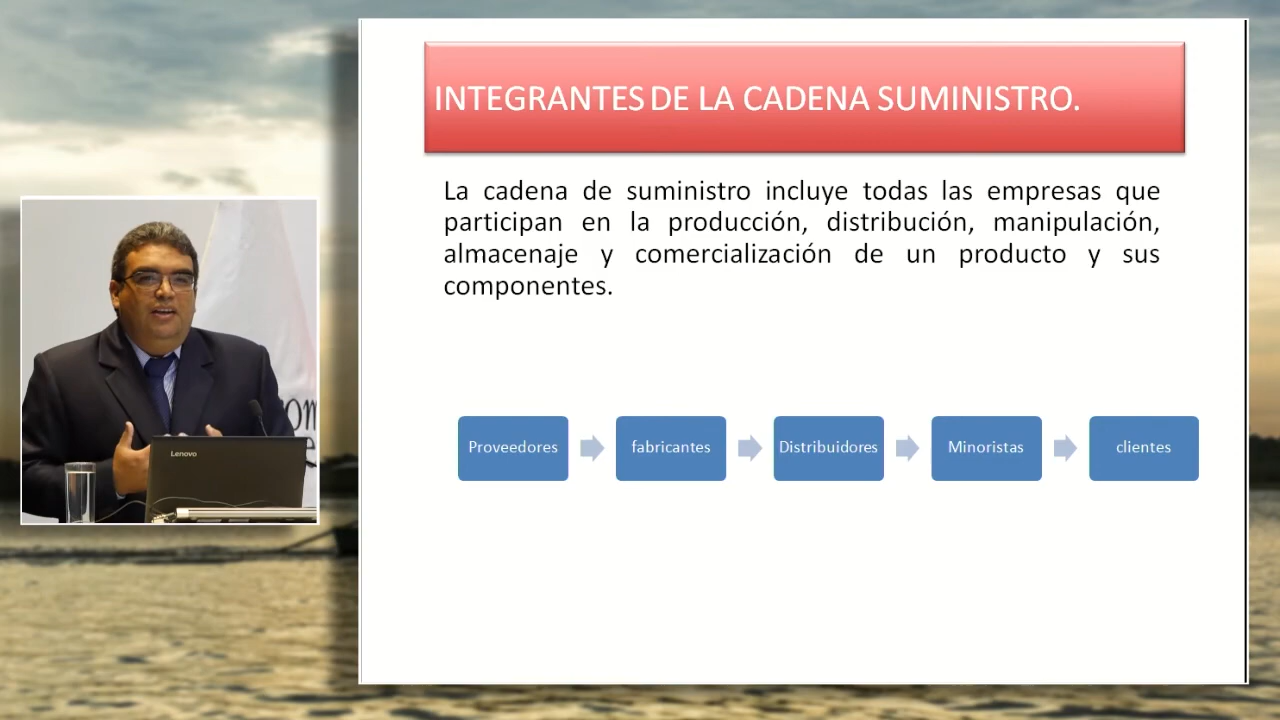 INTEGRANTES DE LA CADENA SUMINISTRO.
La cadena de suministro incluye todas las empresas que
participan en la producción, distribución, manipulación,
almacenaje y comercialización de un producto y sus
componentes.
Proveedores
fabricantes
Distribuidores
Minoristas
clientes
Lenovo